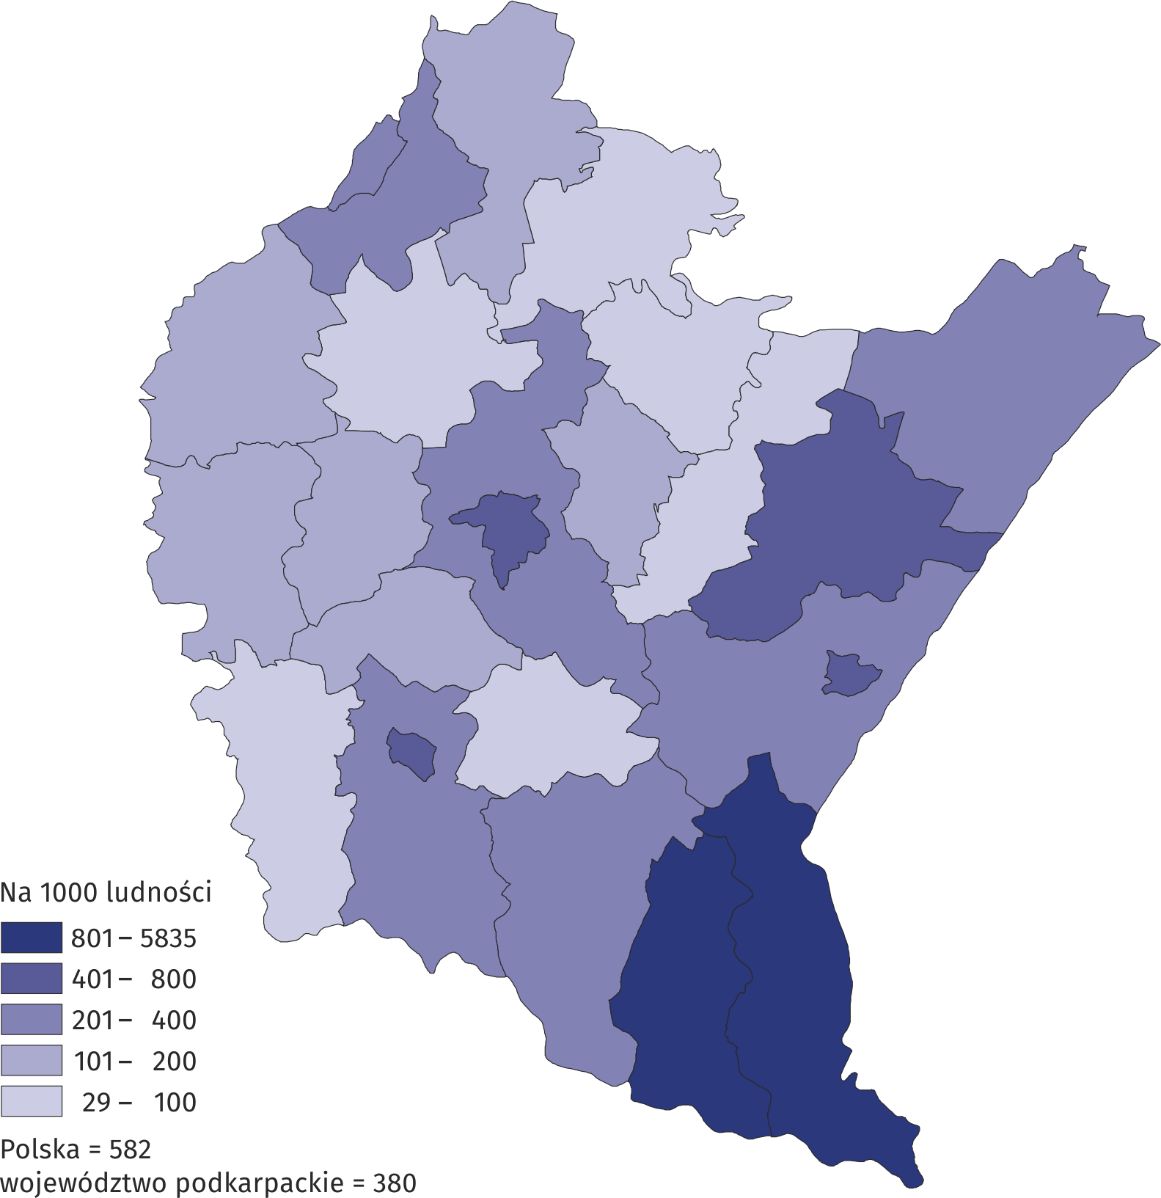 Na 1000 ludności
801 – 5835
401 – 800
201 – 400
101 – 200
29 – 100
Polska = 582
województwo podkarpackie = 380